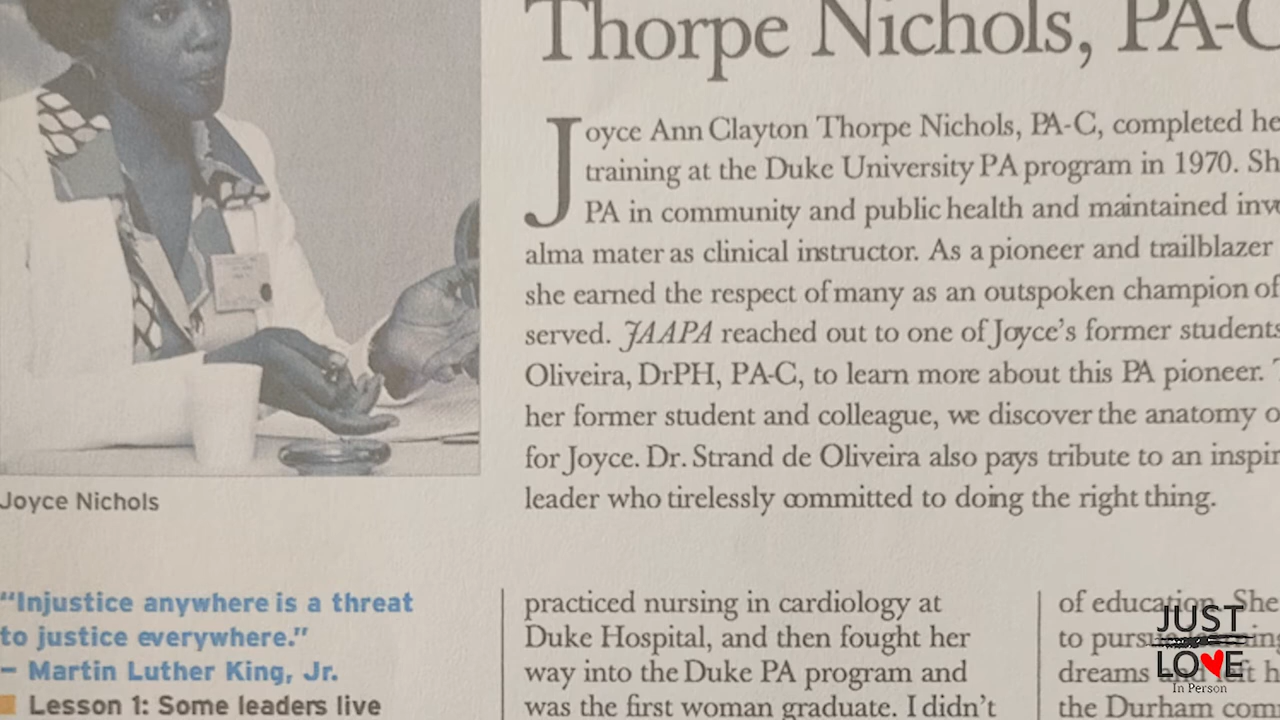 Thorpe Nichols, PA-C
Joyce Ann Clayton Thorpe Nichols, PA-C, completed he
training at the Duke University PA program in 1970. Sh
PA in community and public health and maintained inv
alma mater as clinical instructor. As a pioneer and trailblazer
she earned the respect of many as an outspoken champion of
served. JAAPA reached out to one of Joyce's former students
Oliveira, DrPH, PA-C, to learn more about this PA pioneer.
her former student and colleague, we discover the anatomy o
for Joyce. Dr. Strand de Oliveira also pays tribute to an inspir
leader who tirelessly committed to doing the right thing.
Joyce Nichols
"Injustice anywhere is a threat
to justice everywhere."
– Martin Luther King, Jr.
Lesson 1: Some leaders live
practiced nursing in cardiology at
Duke Hospital, and then fought her
way into the Duke PA program and
was the first woman graduate. I didn't
of education. She
to pursue
dreams and left h
the Durham com
JUST
LOVE
In Person